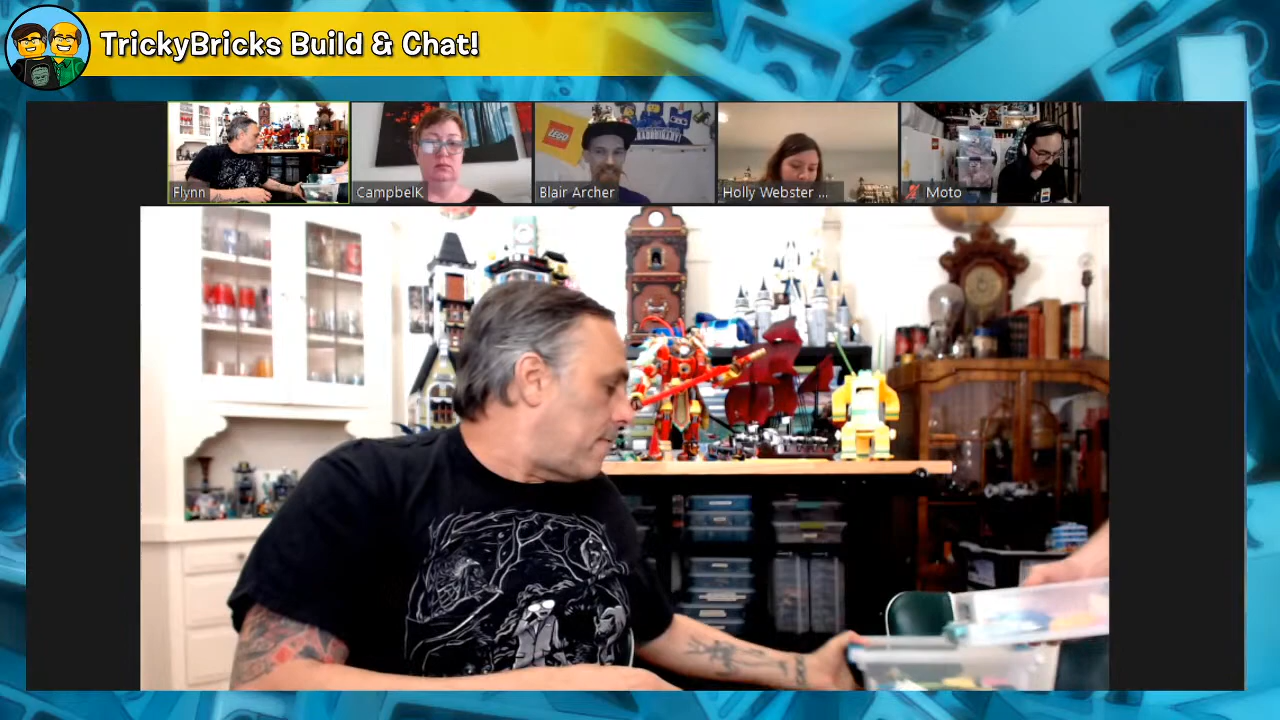 TrickyBricks Build & Chat!
LEGO
Flynn
CampbelK
Blair Archer
Holly Webster ...
Moto